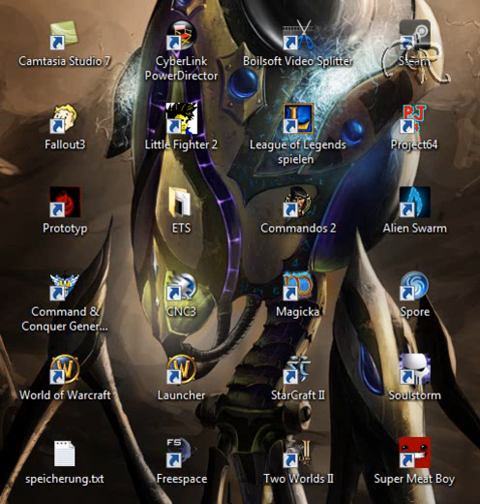 Camtasia Studio 7
CyberLink
PowerDirector
Boilsoft Video Splitter
Steam
Fallout3
Little Fighter 2
League of Legends
spielen
Project64
Prototyp
ETS
Commandos 2
Alien Swarm
Command &
Conquer Gener...
CNC3
Magicka
Spore
World of Warcraft
Launcher
StarCraft II
Soulstorm
speicherung.txt
Freespace
Two Worlds II
Super Meat Boy